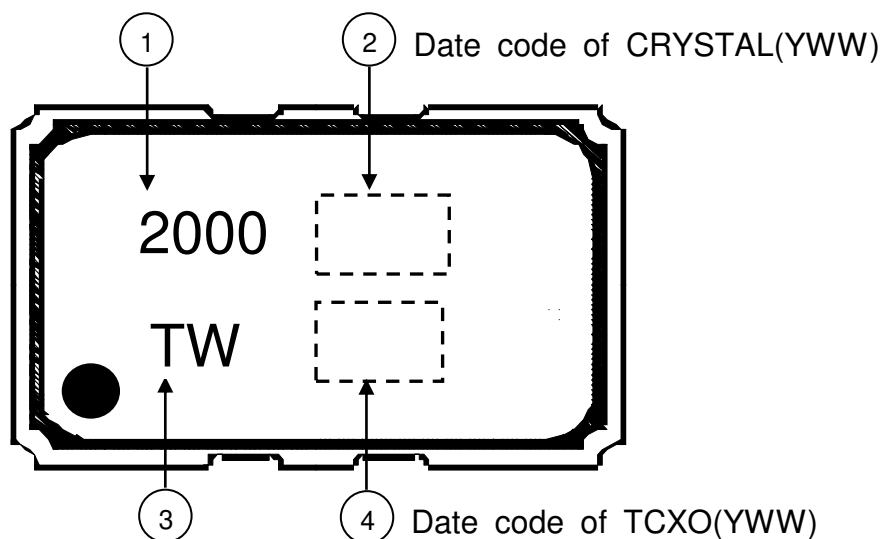 1
2 Date code of CRYSTAL(YWW)
2000
TW
3
4 Date code of TCXO(YWW)